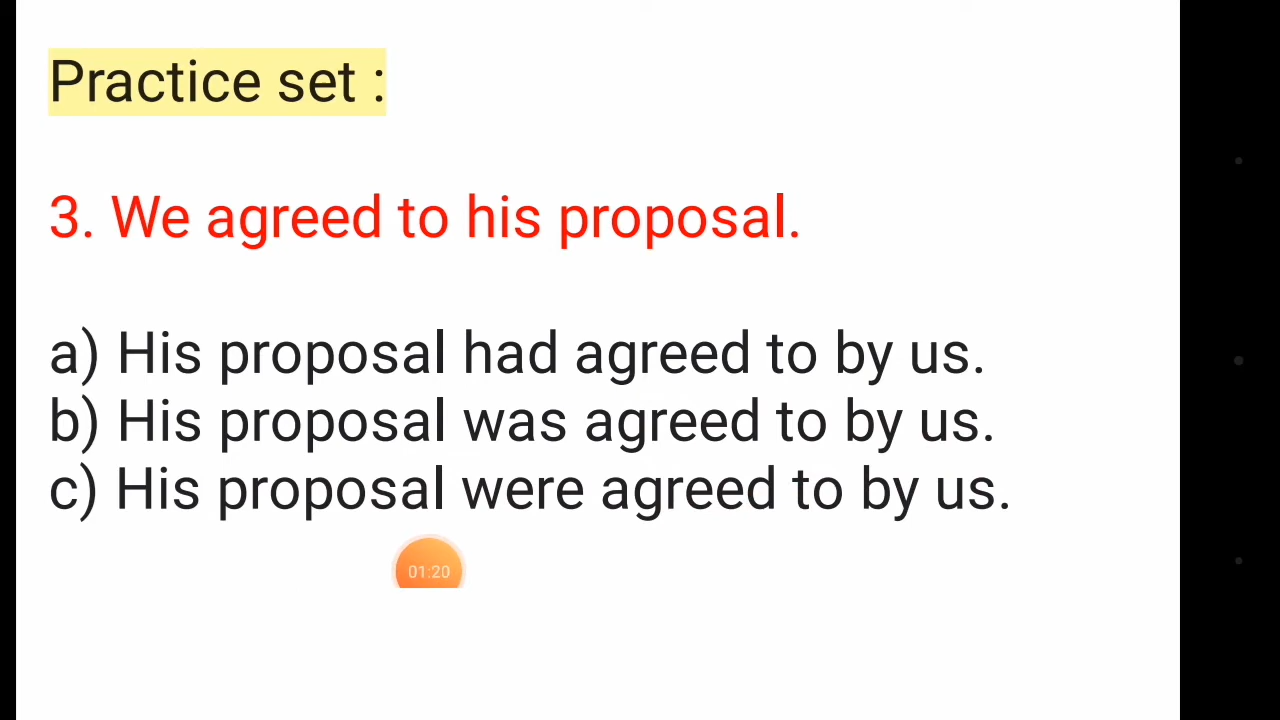 Practice set :
3. We agreed to his proposal.
a) His proposal had agreed to by us.
b) His proposal was agreed to by us.
c) His proposal were agreed to by us.
01:20